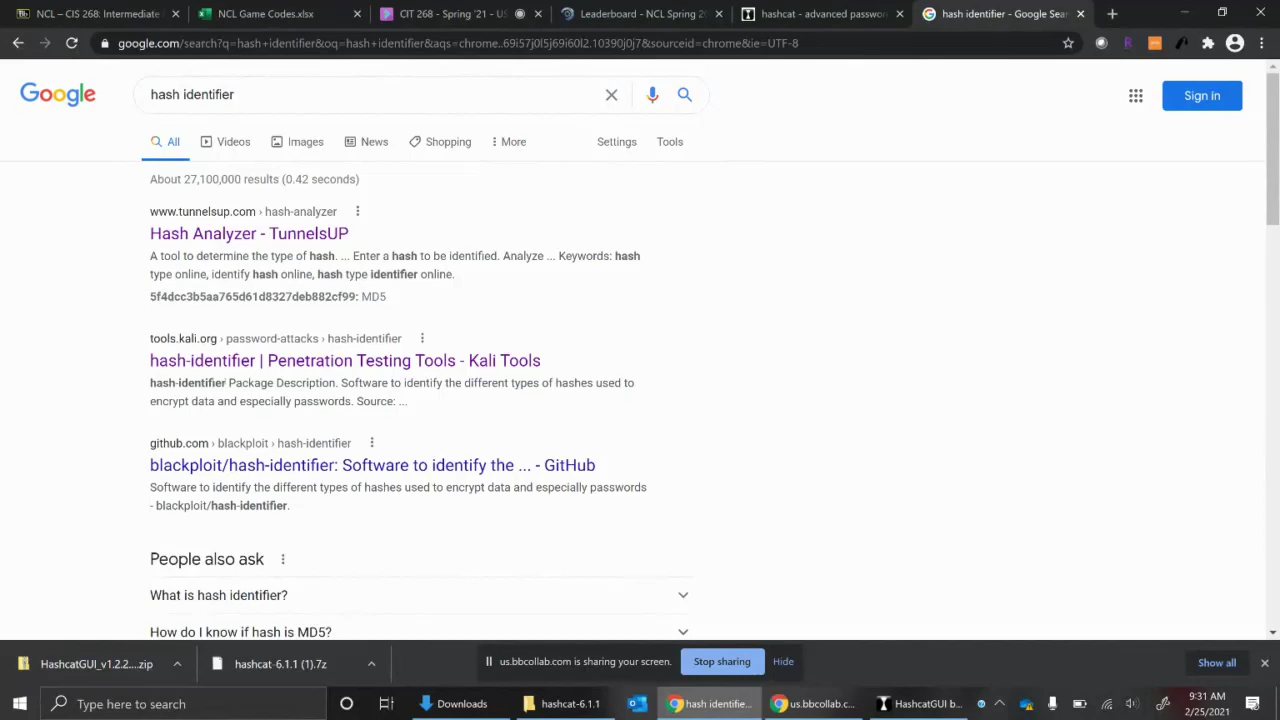 NCL – CIS 268: Intermediate
NCL Game Codes.xlsx
CIT 268 - Spring '21 - US
Leaderboard - NCL Spring 20
hashcat - advanced passwor
hash identifier - Google Sear
google.com/search?q=hash+identifier&oq=hash+identifier&aqs=chrome..69i57j0l5j69i60l2.10390j0j7&sourceid=chrome&ie=UTF-8
Google
hash identifier
Sign in
All
Videos
Images
News
Shopping
More
Settings
Tools
About 27,100,000 results (0.42 seconds)
www.tunnelsup.com › hash-analyzer
Hash Analyzer - TunnelsUP
A tool to determine the type of hash. ... Enter a hash to be identified. Analyze ... Keywords: hash
type online, identify hash online, hash type identifier online.
5f4dcc3b5aa765d61d8327deb882cf99: MD5
tools.kali.org › password-attacks › hash-identifier
hash-identifier | Penetration Testing Tools - Kali Tools
hash-identifier Package Description. Software to identify the different types of hashes used to
encrypt data and especially passwords. Source: ...
github.com › blackploit › hash-identifier
blackploit/hash-identifier: Software to identify the ... - GitHub
Software to identify the different types of hashes used to encrypt data and especially passwords
- blackploit/hash-identifier.
People also ask
What is hash identifier?
How do I know if hash is MD5?
HashcatGUI_v1.2.2....zip
hashcat-6.1.1 (1).7z
us.bbcollab.com is sharing your screen.
Stop sharing
Hide
Show all
Type here to search
Downloads
hashcat-6.1.1
hash identifie...
us.bbcollab.c...
HashcatGUI b...
9:31 AM
2/25/2021